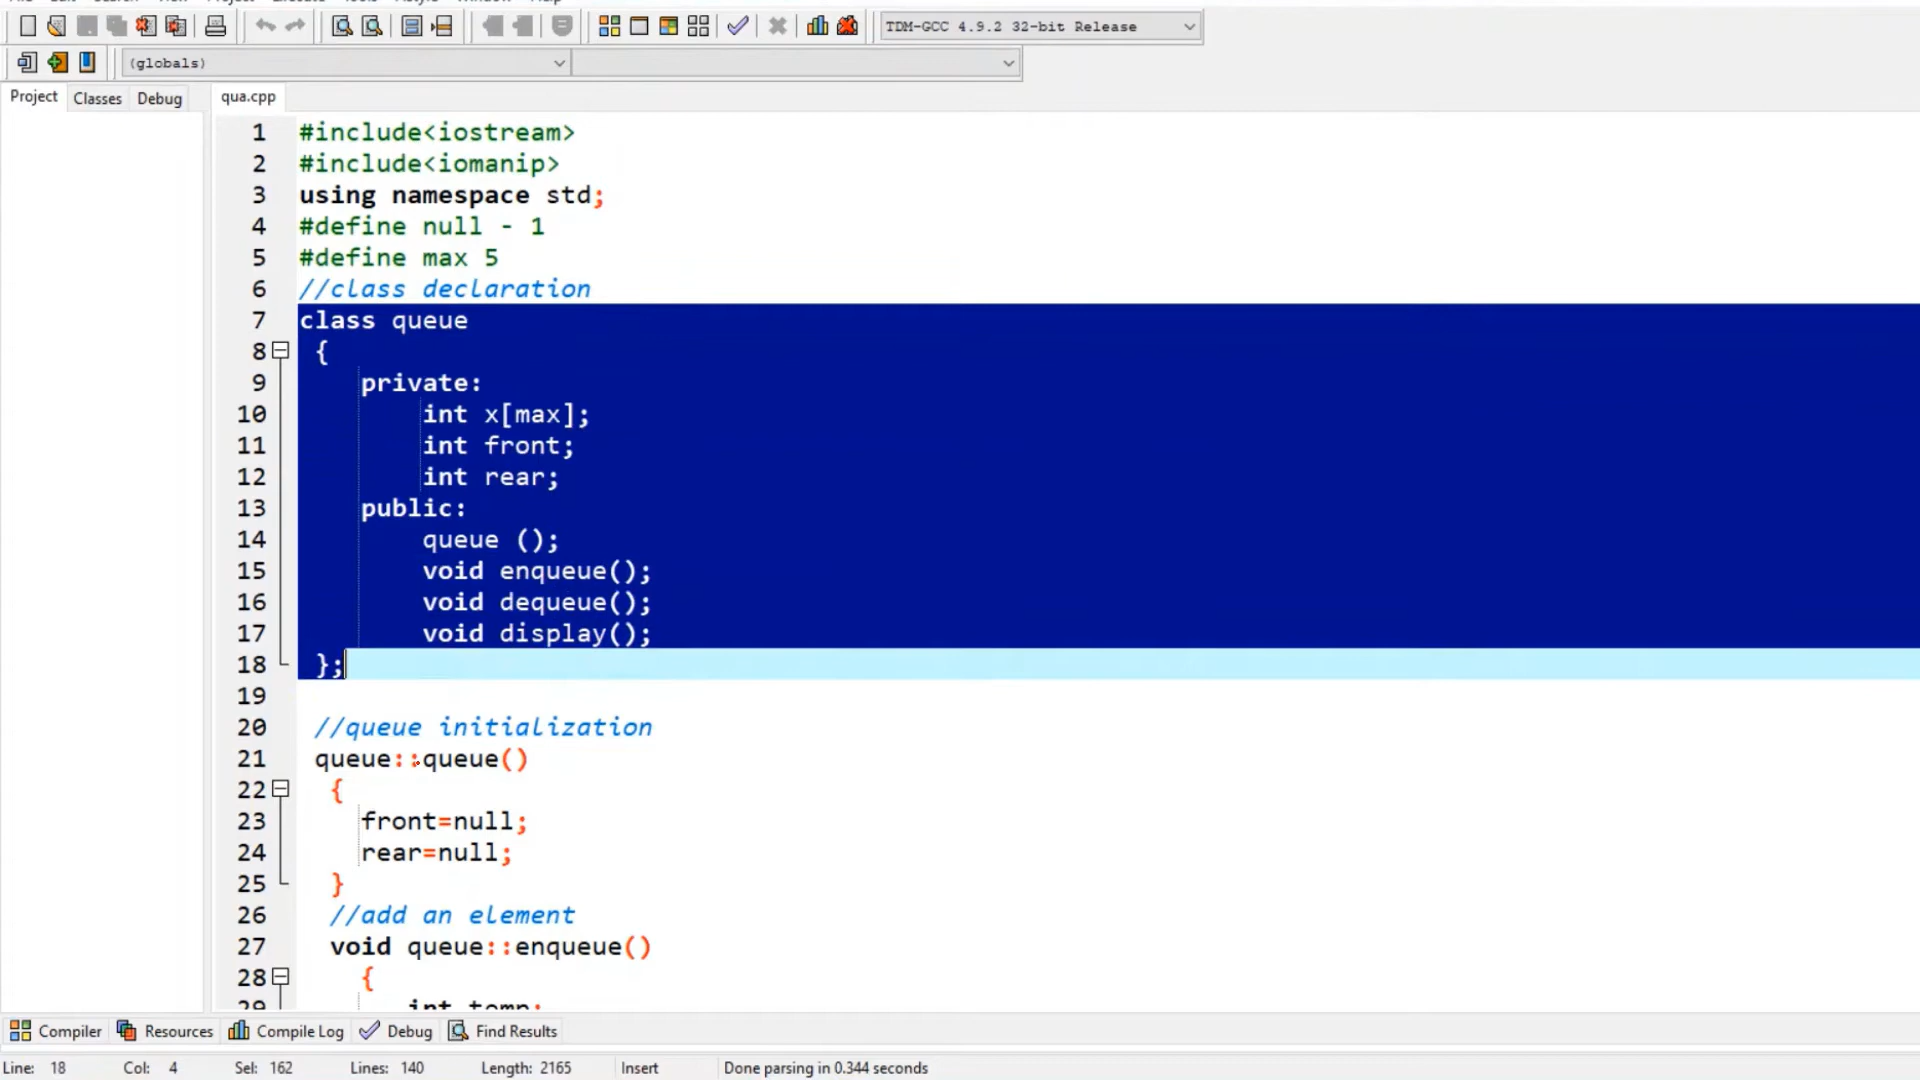 TDM-GCC 4.9.2 32-bit Release
(globals)
Project Classes Debug qua.cpp
1 #include<iostream>
2 #include<iomanip>
3 using namespace std;
4 #define null - 1
5 #define max 5
6 //class declaration
7 class queue
8 {
9 private:
10 int x[max];
11 int front;
12 int rear;
13 public:
14 queue ();
15 void enqueue();
16 void dequeue();
17 void display();
18 };
19
20 //queue initialization
21 queue::queue()
22 {
23 front=null;
24 rear=null;
25 }
26 //add an element
27 void queue::enqueue()
28 {
29 int temp;
Compiler Resources Compile Log Debug Find Results
Line: 18 Col: 4 Sel: 162 Lines: 140 Length: 2165 Insert Done parsing in 0.344 seconds